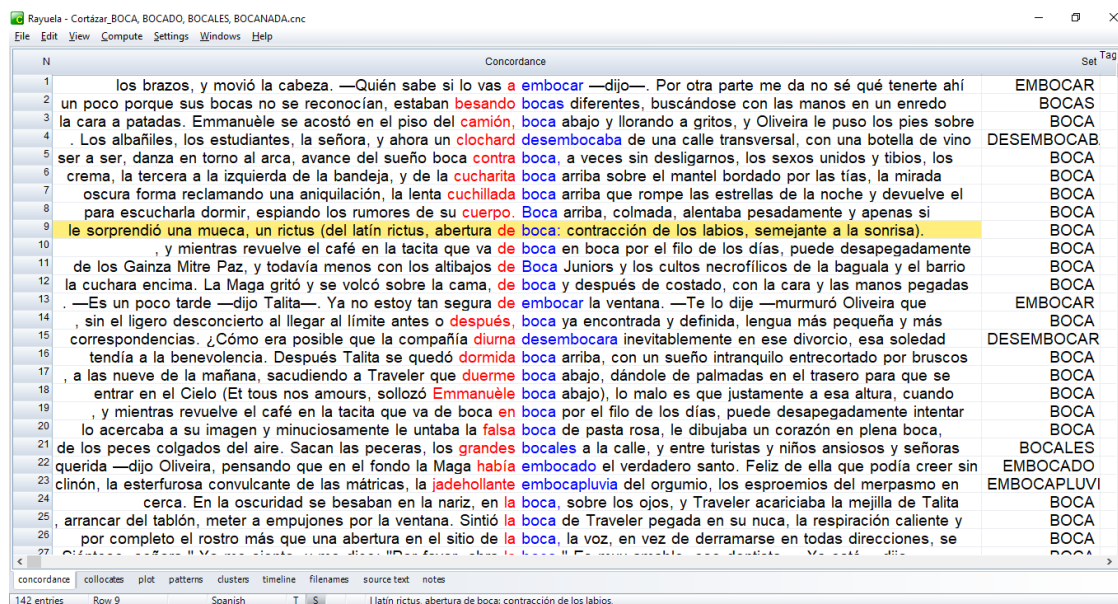 Rayuela - Cortázar_BOCA, BOCADO, BOCALES, BOCANADA.cnc
File Edit View Compute Settings Windows Help
N Concordance Set Tag
1 los brazos, y movió la cabeza. —Quién sabe si lo vas a embocar —dijo—. Por otra parte me da no sé qué tenerte ahí EMBOCAR
2 un poco porque sus bocas no se reconocían, estaban besando bocas diferentes, buscándose con las manos en un enredo BOCAS
3 la cara a patadas. Emmanuèle se acostó en el piso del camión, boca abajo y llorando a gritos, y Oliveira le puso los pies sobre BOCA
4 . Los albañiles, los estudiantes, la señora, y ahora un clochard desembocaba de una calle transversal, con una botella de vino DESEMBOCAB.
5 ser a ser, danza en torno al arca, avance del sueño boca contra boca, a veces sin desligarnos, los sexos unidos y tibios, los BOCA
6 crema, la tercera a la izquierda de la bandeja, y de la cucharita boca arriba sobre el mantel bordado por las tías, la mirada BOCA
7 oscura forma reclamando una aniquilación, la lenta cuchillada boca arriba que rompe las estrellas de la noche y devuelve el BOCA
8 para escucharla dormir, espiando los rumores de su cuerpo. Boca arriba, colmada, alentaba pesadamente y apenas si BOCA
9 le sorprendió una mueca, un rictus (del latín rictus, abertura de boca: contracción de los labios, semejante a la sonrisa). BOCA
10 , y mientras revuelve el café en la tacita que va de boca en boca por el filo de los días, puede desapegadamente BOCA
11 de los Gainza Mitre Paz, y todavía menos con los altibajos de Boca Juniors y los cultos necrofílicos de la baguala y el barrio BOCA
12 la cuchara encima. La Maga gritó y se volcó sobre la cama, de boca y después de costado, con la cara y las manos pegadas BOCA
13 . —Es un poco tarde —dijo Talita—. Ya no estoy tan segura de embocar la ventana. —Te lo dije —murmuró Oliveira que EMBOCAR
14 , sin el ligero desconcierto al llegar al límite antes o después, boca ya encontrada y definida, lengua más pequeña y más BOCA
15 correspondencias. ¿Cómo era posible que la compañía diurna desembocara inevitablemente en ese divorcio, esa soledad DESEMBOCAR
16 tendía a la benevolencia. Después Talita se quedó dormida boca arriba, con un sueño intranquilo entrecortado por bruscos BOCA
17 , a las nueve de la mañana, sacudiendo a Traveler que duerme boca abajo, dándole de palmadas en el trasero para que se BOCA
18 entrar en el Cielo (Et tous nos amours, sollozó Emmanuèle boca abajo), lo malo es que justamente a esa altura, cuando BOCA
19 , y mientras revuelve el café en la tacita que va de boca en boca por el filo de los días, puede desapegadamente intentar BOCA
20 lo acercaba a su imagen y minuciosamente le untaba la falsa boca de pasta rosa, le dibujaba un corazón en plena boca, BOCA
21 de los peces colgados del aire. Sacan las peceras, los grandes bocales a la calle, y entre turistas y niños ansiosos y señoras BOCALES
22 querida —dijo Oliveira, pensando que en el fondo la Maga había embocado el verdadero santo. Feliz de ella que podía creer sin EMBOCADO
23 clinón, la esterfurosa convulcante de las mátricas, la jadehollante embocapluvia del orgumio, los esproemios del merpasmo en EMBOCAPLUVI
24 cerca. En la oscuridad se besaban en la nariz, en la boca, sobre los ojos, y Traveler acariciaba la mejilla de Talita BOCA
25 , arrancar del tablón, meter a empujones por la ventana. Sintió la boca de Traveler pegada en su nuca, la respiración caliente y BOCA
26 por completo el rostro más que una abertura en el sitio de la boca, la voz, en vez de derramarse en todas direcciones, se BOCA
27
concordance collocates plot patterns clusters timeline filenames source text notes
142 entries Row 9 Spanish T S l latín rictus, abertura de boca: contracción de los labios,